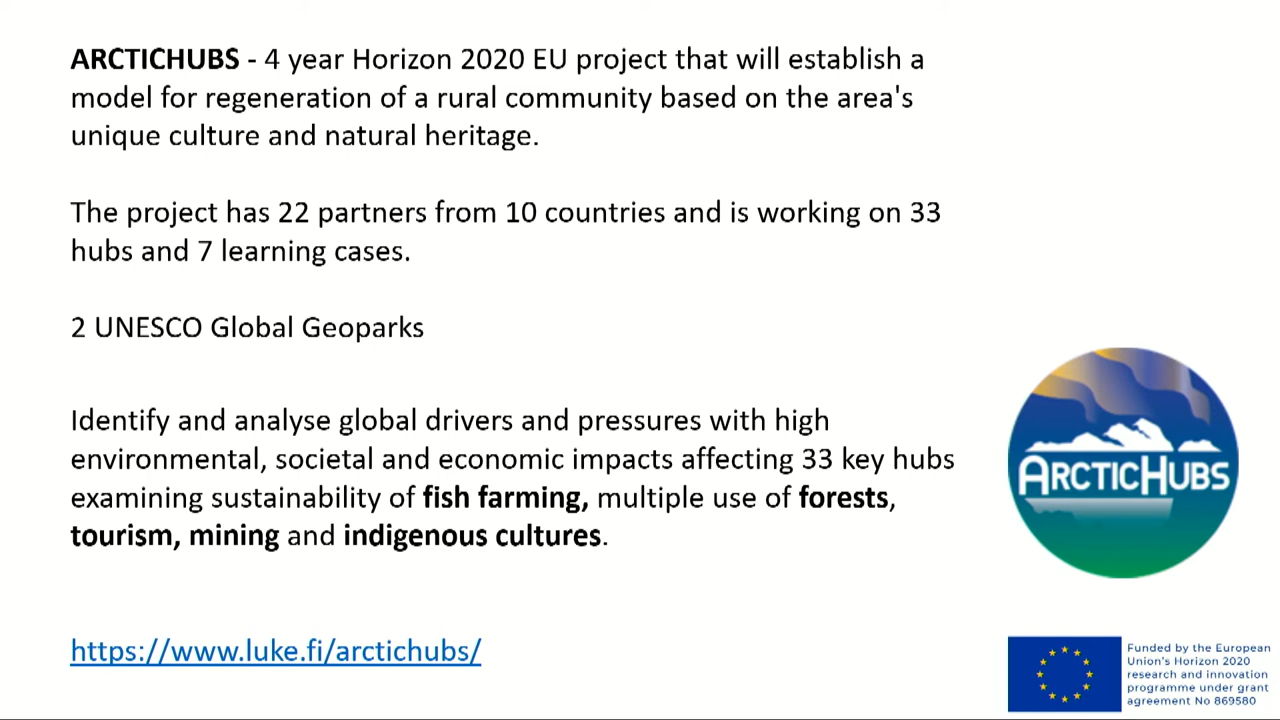 ARCTICHUBS - 4 year Horizon 2020 EU project that will establish a
model for regeneration of a rural community based on the area's
unique culture and natural heritage.
The project has 22 partners from 10 countries and is working on 33
hubs and 7 learning cases.
2 UNESCO Global Geoparks
Identify and analyse global drivers and pressures with high
environmental, societal and economic impacts affecting 33 key hubs
examining sustainability of fish farming, multiple use of forests,
tourism, mining and indigenous cultures.
ARCTICHUBS
https://www.luke.fi/arctichubs/
Funded by the European
Union's Horizon 2020
research and innovation
programme under grant
agreement No 869580